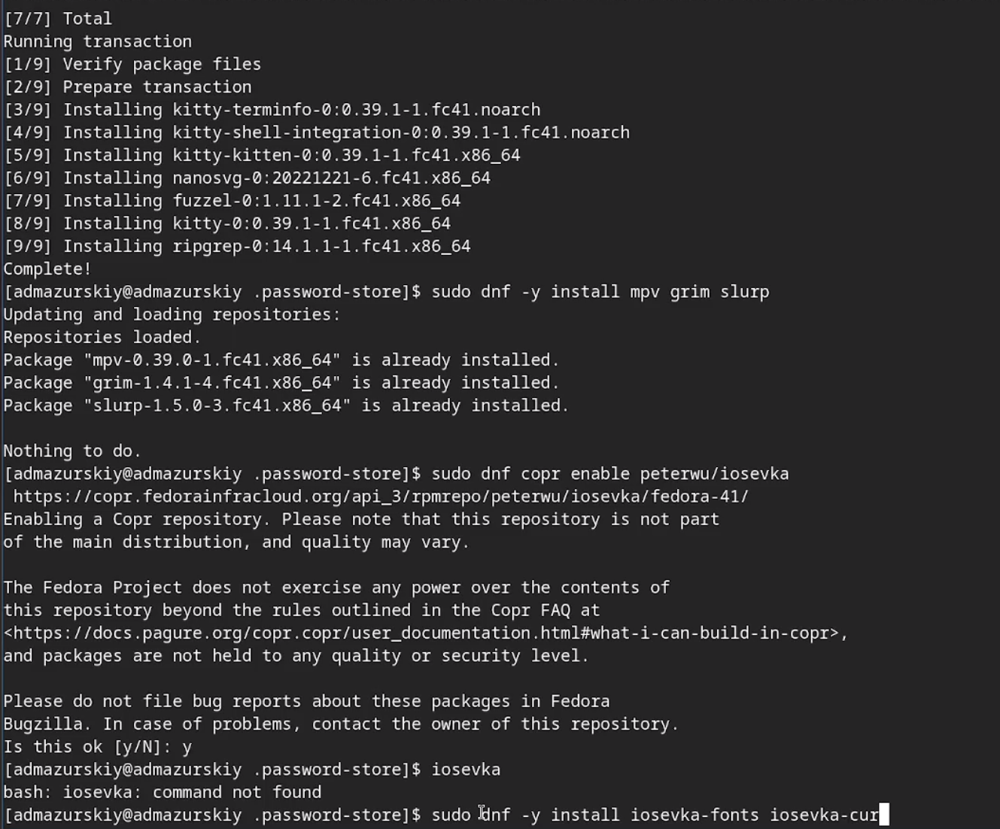 [7/7] Total
Running transaction
[1/9] Verify package files
[2/9] Prepare transaction
[3/9] Installing kitty-terminfo-0:0.39.1-1.fc41.noarch
[4/9] Installing kitty-shell-integration-0:0.39.1-1.fc41.noarch
[5/9] Installing kitty-kitten-0:0.39.1-1.fc41.x86_64
[6/9] Installing nanosvg-0:20221221-6.fc41.x86_64
[7/9] Installing fuzzel-0:1.11.1-2.fc41.x86_64
[8/9] Installing kitty-0:0.39.1-1.fc41.x86_64
[9/9] Installing ripgrep-0:14.1.1-1.fc41.x86_64
Complete!
[admazurskiy@admazurskiy .password-store]$ sudo dnf -y install mpv grim slurp
Updating and loading repositories:
Repositories loaded.
Package "mpv-0.39.0-1.fc41.x86_64" is already installed.
Package "grim-1.4.1-4.fc41.x86_64" is already installed.
Package "slurp-1.5.0-3.fc41.x86_64" is already installed.

Nothing to do.
[admazurskiy@admazurskiy .password-store]$ sudo dnf copr enable peterwu/iosevka
 https://copr.fedorainfracloud.org/api_3/rpmrepo/peterwu/iosevka/fedora-41/
Enabling a Copr repository. Please note that this repository is not part
of the main distribution, and quality may vary.

The Fedora Project does not exercise any power over the contents of
this repository beyond the rules outlined in the Copr FAQ at
<https://docs.pagure.org/copr.copr/user_documentation.html#what-i-can-build-in-copr>,
and packages are not held to any quality or security level.

Please do not file bug reports about these packages in Fedora
Bugzilla. In case of problems, contact the owner of this repository.
Is this ok [y/N]: y
[admazurskiy@admazurskiy .password-store]$ iosevka
bash: iosevka: command not found
[admazurskiy@admazurskiy .password-store]$ sudo dnf -y install iosevka-fonts iosevka-cur